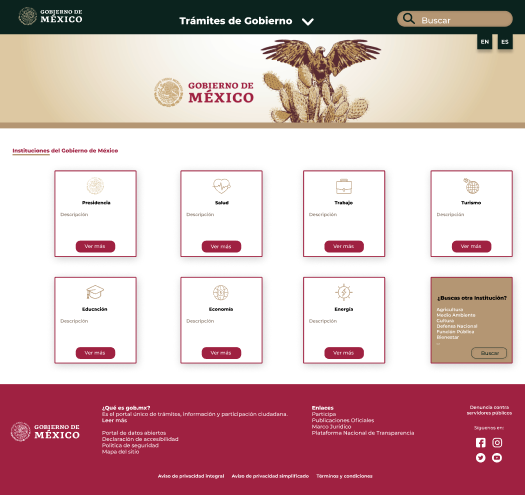 GOBIERNO DE
MÉXICO
Trámites de Gobierno
Buscar
EN
ES
GOBIERNO DE
MÉXICO
Instituciones del Gobierno de México
Presidencia
Descripción
Ver más
Salud
Descripción
Ver más
Trabajo
Descripción
Ver más
Turismo
Descripción
Ver más
Educación
Descripción
Ver más
Economía
Descripción
Ver más
Energía
Descripción
Ver más
¿Buscas otra Institución?
Agricultura
Medio Ambiente
Cultura
Defensa Nacional
Función Pública
Bienestar
...
Buscar
GOBIERNO DE
MÉXICO
¿Qué es gob.mx?
Es el portal único de trámites, información y participación ciudadana.
Leer más
Portal de datos abiertos
Declaración de accesibilidad
Política de seguridad
Mapa del sitio
Enlaces
Participa
Publicaciones Oficiales
Marco Jurídico
Plataforma Nacional de Transparencia
Denuncia contra
servidores públicos
Síguenos en:
Aviso de privacidad integral
Aviso de privacidad simplificado
Términos y condiciones